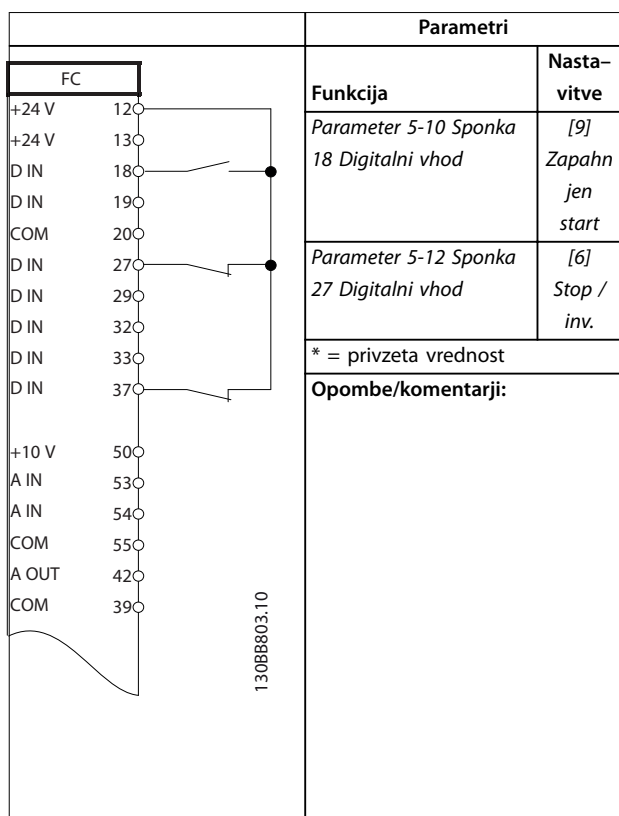 Parametri
FC
+24 V 12
+24 V 13
D IN 18
D IN 19
COM 20
D IN 27
D IN 29
D IN 32
D IN 33
D IN 37
+10 V 50
A IN 53
A IN 54
COM 55
A OUT 42
COM 39
130BB803.10
Funkcija
Nasta–
vitve
Parameter 5-10 Sponka
18 Digitalni vhod
[9]
Zapahn
jen
start
Parameter 5-12 Sponka
27 Digitalni vhod
[6]
Stop /
inv.
* = privzeta vrednost
Opombe/komentarji: